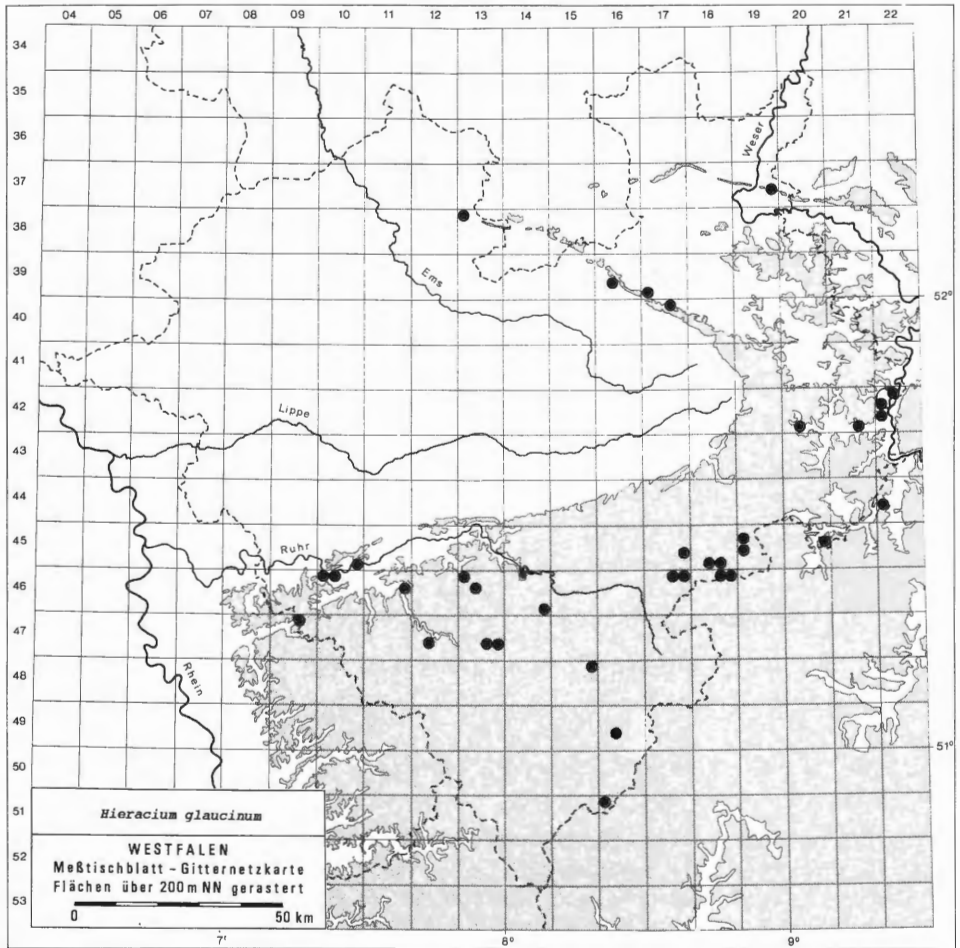 04 05 06 07 08 09 10 11 12 13 14 15 16 17 18 19 20 21 22
34
35
36
37
38
39
40
41
42
43
44
45
46
47
48
49
50
51
52
53
Weser
Ems
52°
Lippe
Ruhr
Rhein
51°
Hieracium glaucinum
WESTFALEN
Meßtischblatt - Gitternetzkarte
Flächen über 200 m NN gerastert
0 50 km
7° 8° 9°